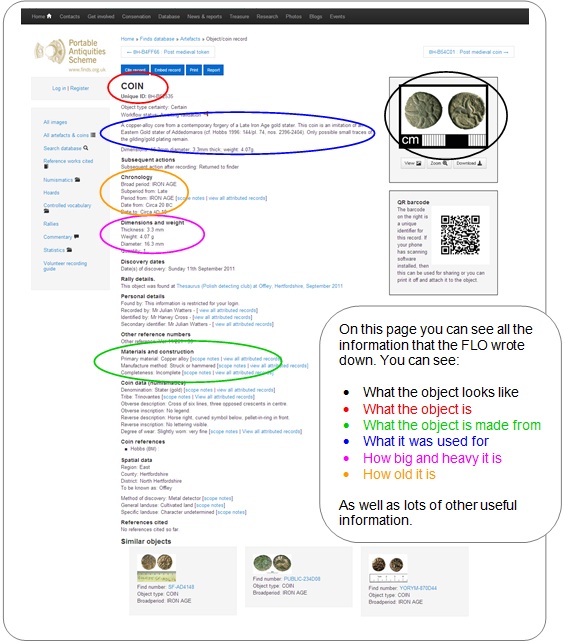 Home Contacts Get involved Conservation Database News & reports Treasure Research Photos Blogs Events
Portable
Antiquities
Scheme
www.finds.org.uk
Home » Finds database » Artefacts » Object/coin record
Post medieval token
Post medieval coin →
record Embed record Print Report
Log in | Register
COIN
Unique ID:
Object type certainty: Certain
Workflow status: Awaiting validation
A copper-alloy core from a contemporary forgery of a Late Iron Age gold stater. This coin is an imitation of an
Eastern Gold stater of Addedomaros (cf. Hobbs 1996: 144/pl. 74, nos. 2396-2404). Only possible small traces of
the gilding/gold plating remain.
Dimensions: 16.3mm diameter; 3.3mm thick; weight: 4.07g
All images
All artefacts & coins
Search database
Reference works cited
Numismatics
Hoards
Controlled vocabulary
Rallies
Commentary
Statistics
Volunteer recording
guide
Subsequent actions
Subsequent action after recording: Returned to finder
Chronology
Broad period: IRON AGE
Subperiod from: Late
Period from: IRON AGE [scope notes | view all attributed records]
Date from: Circa 20 BC
Date to: Circa
Dimensions and weight
Thickness: 3.3 mm
Weight: 4.07 g
Diameter: 16.3 mm
Quantity: 1
Discovery dates
Date(s) of discovery: Sunday 11th September 2011
Rally details.
This object was found at Thesaurus (Polish detecting club) at Offley, Hertfordshire, September 2011
Personal details
Found by: This information is restricted for your login.
Recorded by: Mr Julian Watters - [view all attributed records]
Identified by: Mr Harvey Cross - [view all attributed records]
Secondary identifier: Mr Julian Watters - [view all attributed records]
Other reference numbers
Other reference:
Materials and construction
Primary material: Copper alloy [scope notes | view all attributed records]
Manufacture method: Struck or hammered [scope notes | view all attributed records]
Completeness: Incomplete [scope notes | view all attributed records]
Coin data (numismatics)
Denomination: Stater (gold) [scope notes | View all attributed records]
Tribe: Trinovantes [scope notes | View all attributed records]
Obverse description: Cross of six lines, three opposed crescents in centre.
Obverse inscription: No legend.
Reverse description: Horse right, curved symbol below, pellet-in-ring in front.
Reverse inscription: No lettering visible
Degree of wear: Slightly worn: very fine [scope notes | View all attributed records]
Coin references
Hobbs (BM)
Spatial data
Region: East
County: Hertfordshire
District: North Hertfordshire
To be known as: Offley
Method of discovery: Metal detector [scope notes]
General landuse: Cultivated land [scope notes]
Specific landuse: Character undetermined [scope notes]
References cited
No references cited so far.
Similar objects
Find number: SF-AD4148
Object type: COIN
Broadperiod: IRON AGE
Find number: PUBLIC-234D58
Object type: COIN
Broadperiod: IRON AGE
Find number: YORYM-870D44
Object type: COIN
Broadperiod: IRON AGE
cm
View Zoom Download
QR barcode
The barcode
on the right is
a unique
identifier for
this record. If
your phone
has scanning
software
installed, then
this can be used for sharing or you can
print it off and attach it to the object.
On this page you can see all the
information that the FLO wrote
down. You can see:
What the object looks like
What the object is
What the object is made from
What it was used for
How big and heavy it is
How old it is
As well as lots of other useful
information.